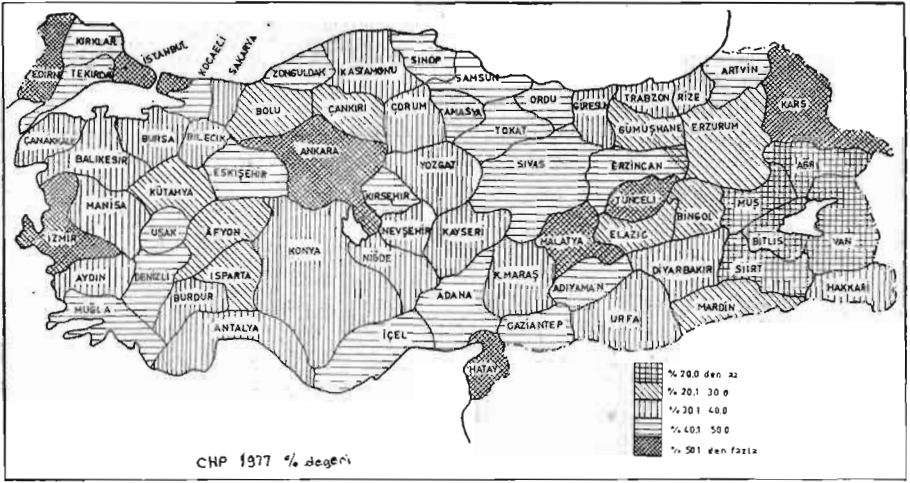 KIRKLAR
EDİRNE
TEKİRDA
İSTANBUL
KOCAELİ
SAKARYA
ZONGULDAK
KASTAMONU
SİNOP
SAMSUN
ARTVİN
KARS
BOLU
ÇANKIRI
ÇORUM
AMASYA
ORDU
GİRESUN
TRABZON
RİZE
TOKAT
GÜMÜŞHANE
ERZURUM
ÇANAKKALE
BURSA
BİLECİK
ANKARA
BALIKESİR
ESKİŞEHİR
YOZGAT
SİVAS
ERZİNCAN
AĞRI
KÜTAHYA
KIRŞEHİR
TUNCELİ
MUŞ
BİNGÖL
MANİSA
UŞAK
AFYON
NEVŞEHİR
KAYSERİ
MALATYA
ELAZIĞ
BİTLİS
VAN
İZMİR
KONYA
NİĞDE
AYDIN
DENİZLİ
ISPARTA
K.MARAŞ
DİYARBAKIR
SİİRT
HAKKARİ
BURDUR
ADANA
ADIYAMAN
MARDİN
MUĞLA
ANTALYA
İÇEL
GAZİANTEP
URFA
HATAY
% 20,0 den az
% 20,1 30 0
% 30,1 40,0
% 40,1 50,0
% 50,1 den fazla
CHP 1977 % değeri